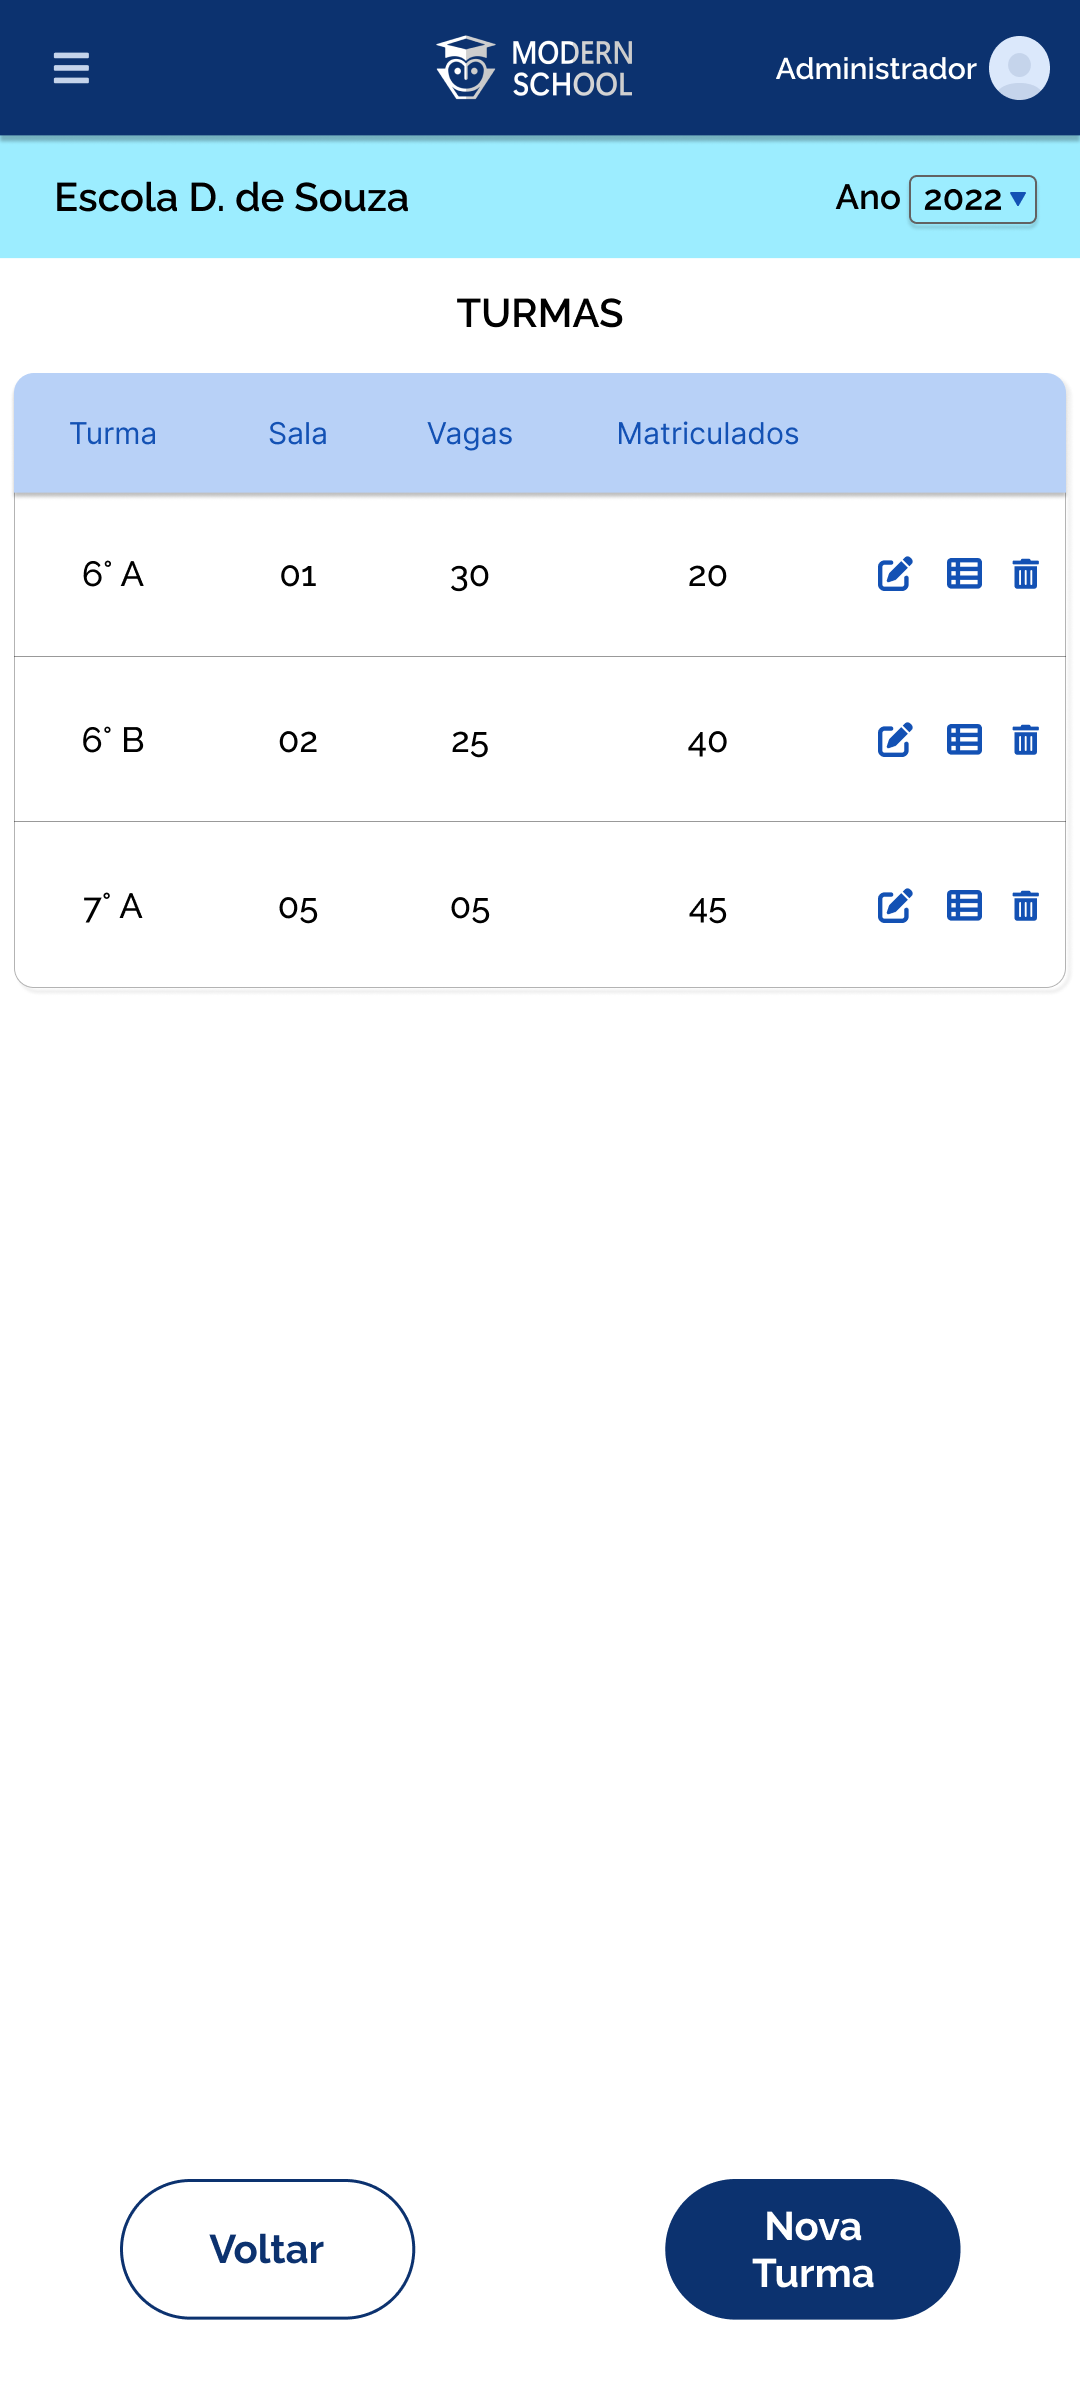 MODERN
SCHOOL
Administrador
Escola D. de Souza
Ano 2022
TURMAS
Turma Sala Vagas Matriculados
6° A 01 30 20
6° B 02 25 40
7° A 05 05 45
Voltar
Nova
Turma